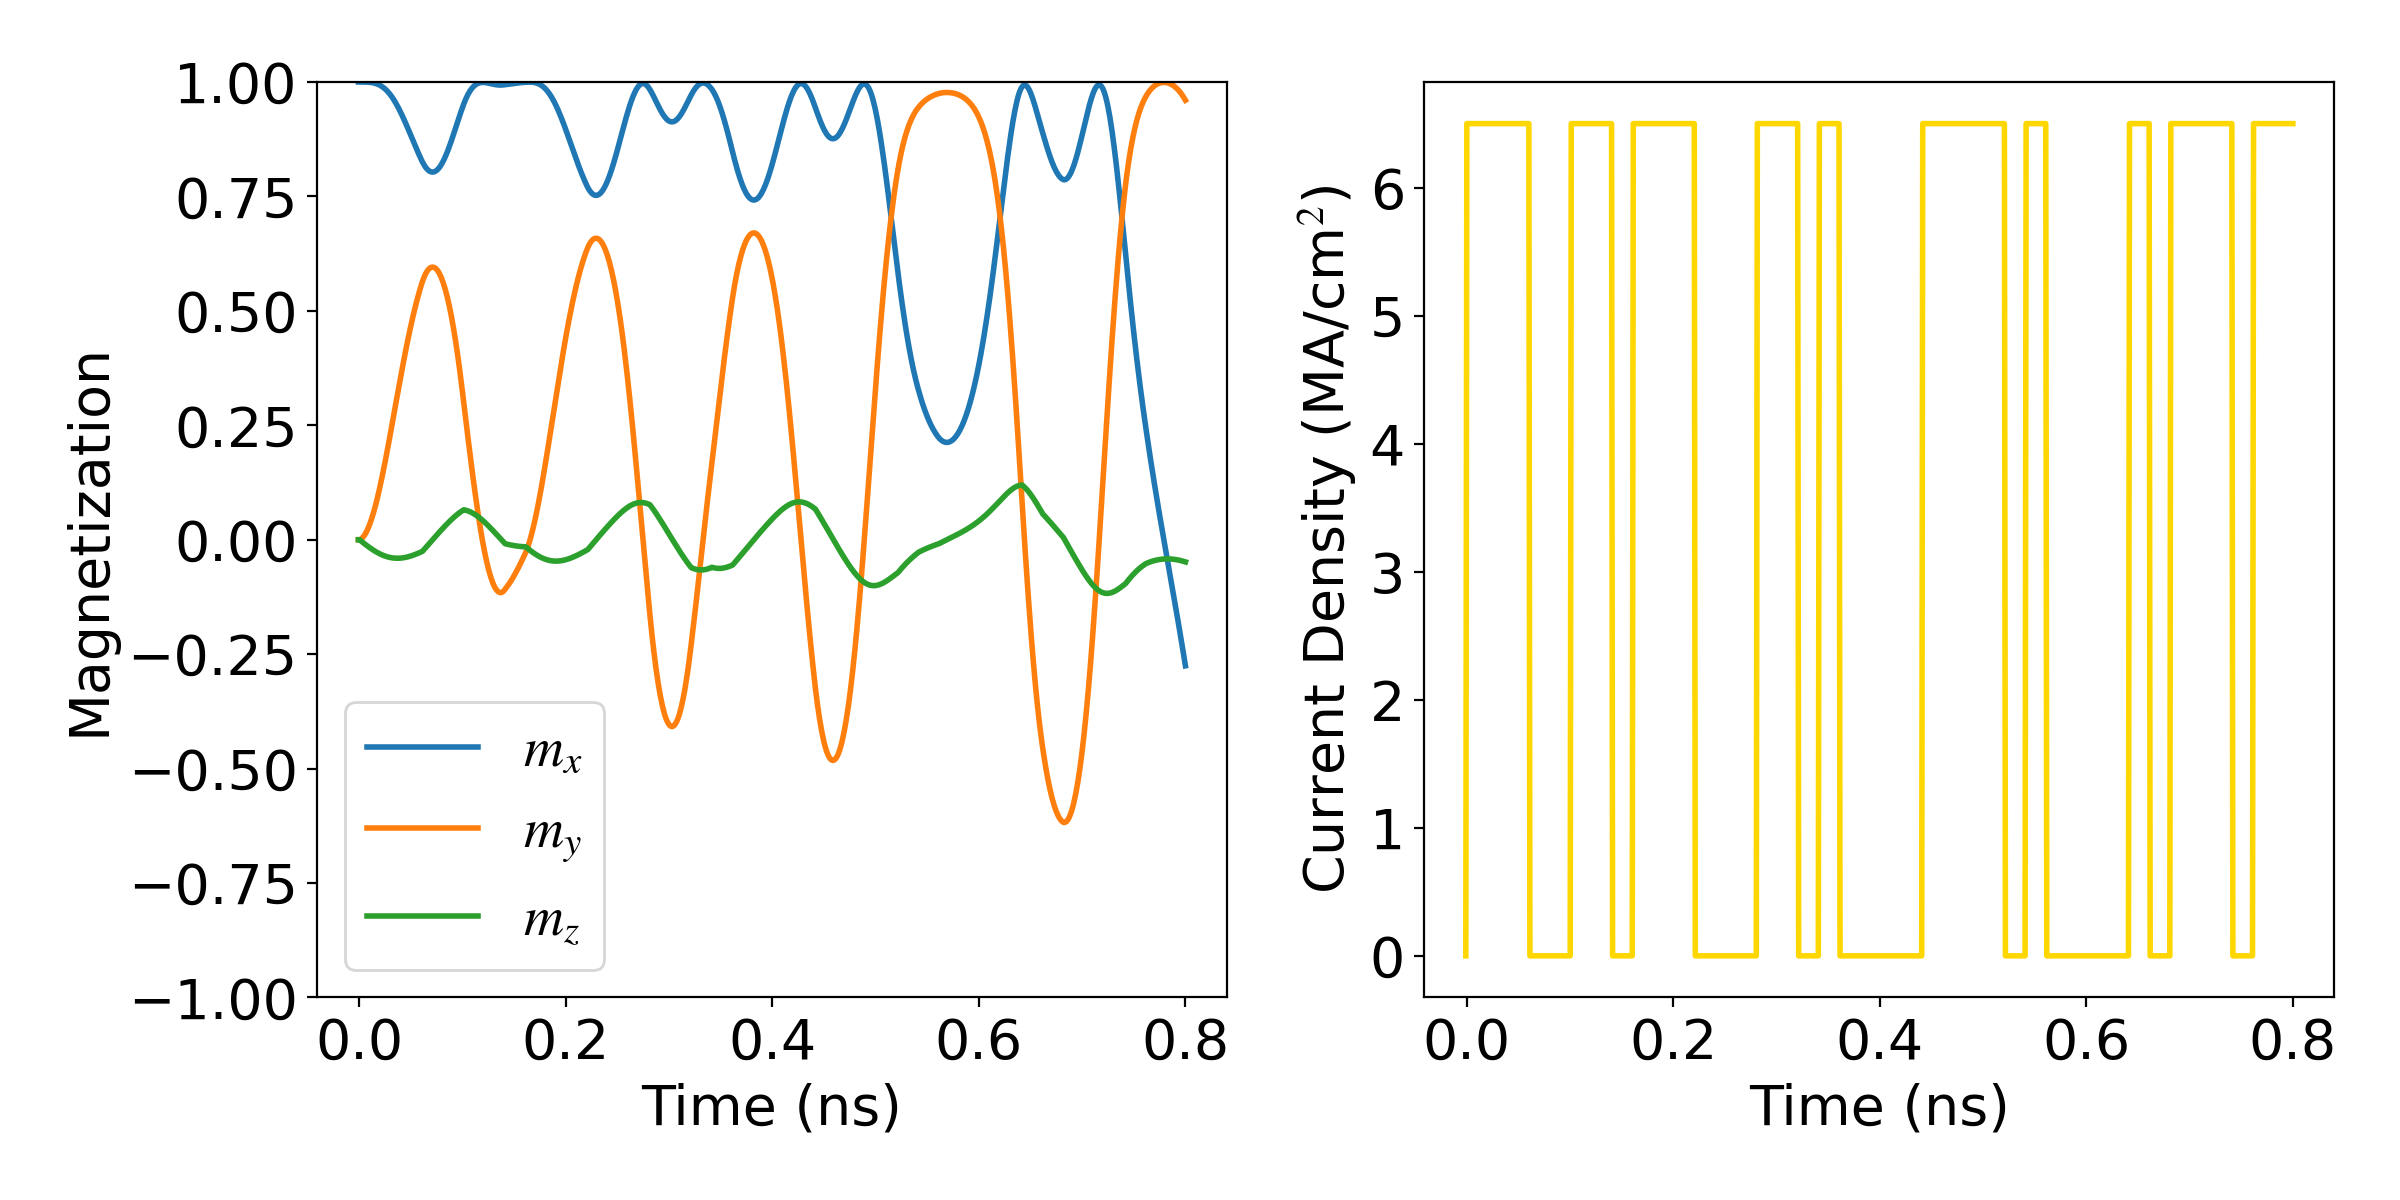 1.00
0.75
0.50
0.25
0.00
−0.25
−0.50
−0.75
−1.00
Magnetization
0.0 0.2 0.4 0.6 0.8
Time (ns)
m_x
m_y
m_z
6
5
4
3
2
1
0
Current Density (MA/cm²)
0.0 0.2 0.4 0.6 0.8
Time (ns)